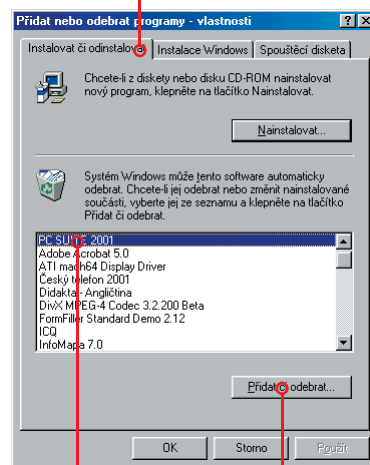 Přidat nebo odebrat programy - vlastnosti
Instalovat či odinstalovat
Instalace Windows
Spouštěcí disketa
Chcete-li z diskety nebo disku CD-ROM nainstalovat
nový program, klepněte na tlačítko Nainstalovat.
Nainstalovat...
Systém Windows může tento software automaticky
odebrat. Chcete-li jej odebrat nebo změnit nainstalované
součásti, vyberte jej ze seznamu a klepněte na tlačítko
Přidat či odebrat.
PC SUITE 2001
Adobe Acrobat 5.0
ATI mach64 Display Driver
Český telefon 2001
Didakta - Angličtina
DivX MPEG-4 Codec 3.2.200 Beta
FormFiller Standard Demo 2.12
ICQ
InfoMapa 7.0
Přidat či odebrat...
OK
Storno
Použít